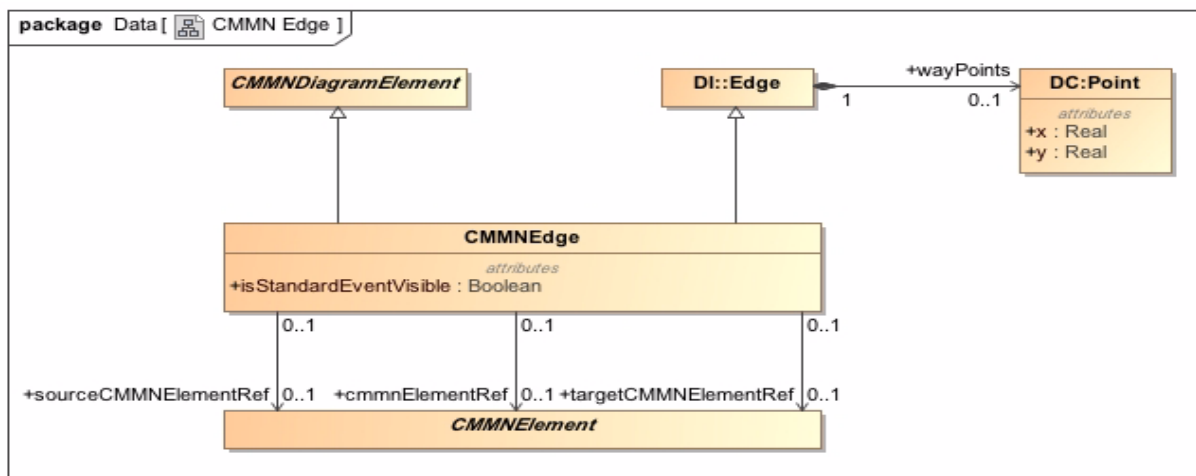 package Data [ CMMN Edge ]
CMMNDiagramElement
DI::Edge
+wayPoints
1
0..1
DC:Point
attributes
+x : Real
+y : Real
CMMNEdge
attributes
+isStandardEventVisible : Boolean
0..1
0..1
0..1
+sourceCMMNElementRef 0..1
+cmmnElementRef 0..1
+targetCMMNElementRef 0..1
CMMNElement